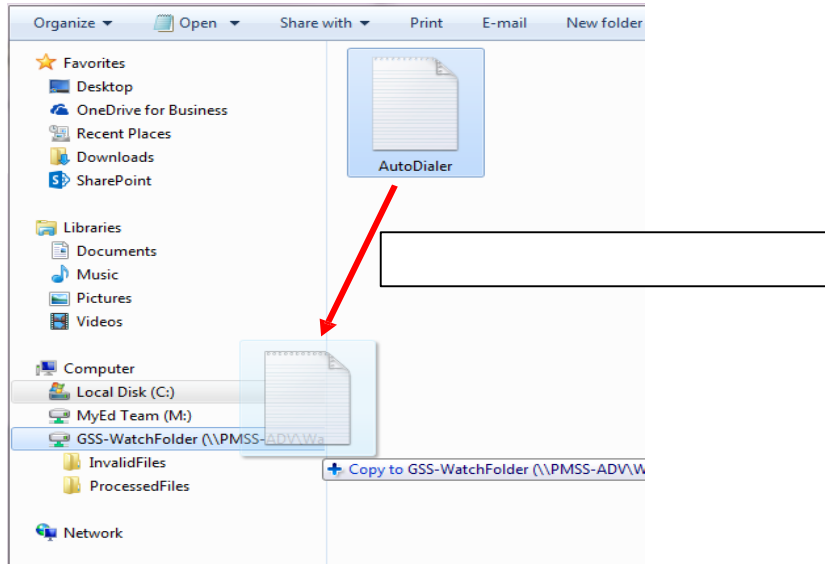 Organize Open Share with Print E-mail New folder
Favorites
Desktop
OneDrive for Business
Recent Places
Downloads
SharePoint
AutoDialer
Libraries
Documents
Music
Pictures
Videos
Computer
Local Disk (C:)
MyEd Team (M:)
GSS-WatchFolder (\\PMSS-ADV\Wa
InvalidFiles
Copy to GSS-WatchFolder (\\PMSS-ADV\W
ProcessedFiles
Network